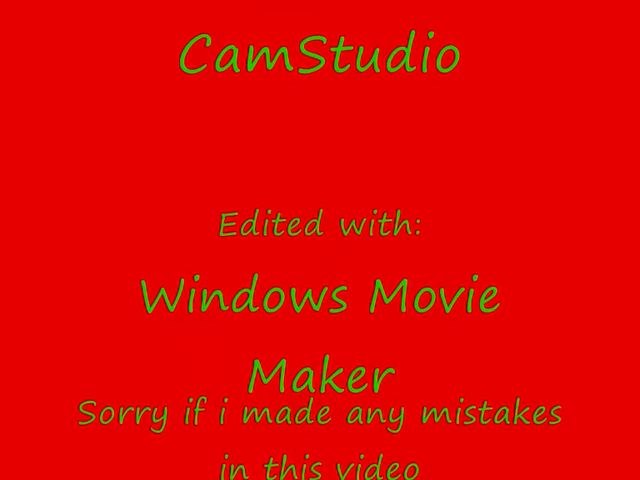 CamStudio
Edited with:
Windows Movie
Maker
Sorry if i made any mistakes
in this video